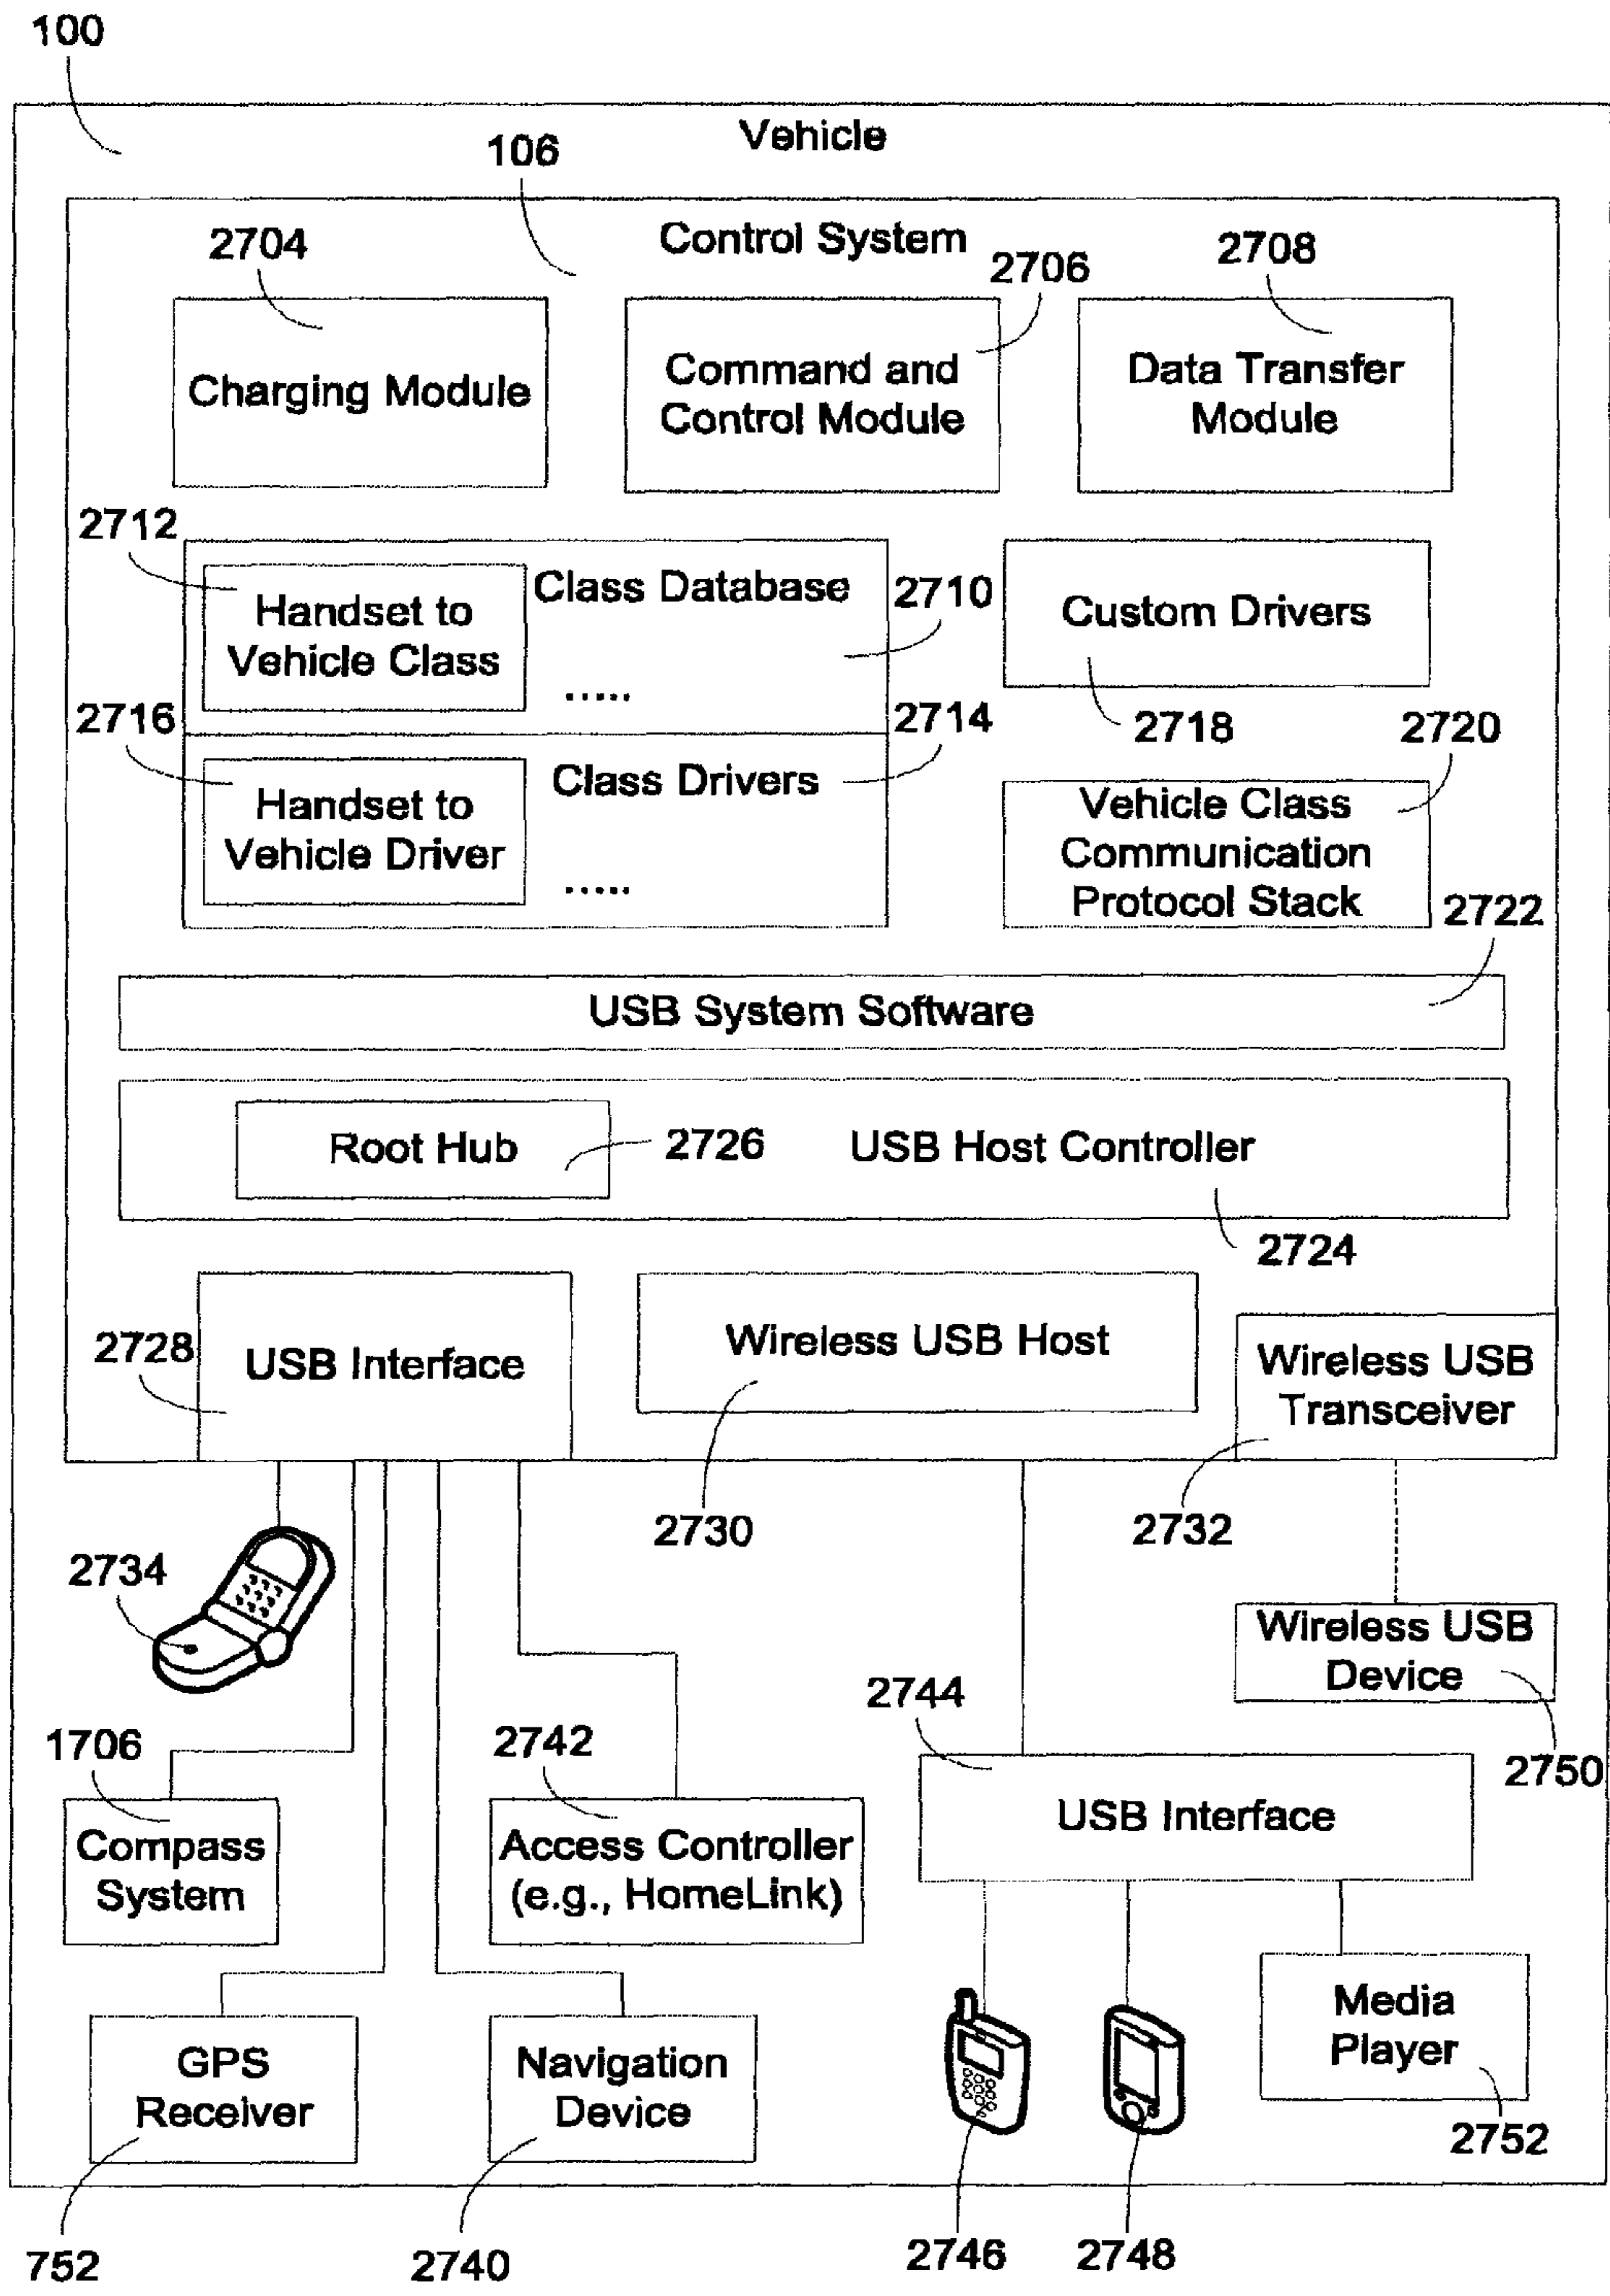 100
Vehicle
106
Control System
2704
2706
2708
Charging Module
Command and
Control Module
Data Transfer
Module
2712
Handset to
Vehicle Class
Class Database
.....
2710
Custom Drivers
2718
2716
Handset to
Vehicle Driver
Class Drivers
.....
2714
2720
Vehicle Class
Communication
Protocol Stack
2722
USB System Software
Root Hub
2726
USB Host Controller
2724
2728
USB Interface
Wireless USB Host
Wireless USB
Transceiver
2730
2732
2734
Wireless USB
Device
2750
1706
Compass
System
2742
Access Controller
(e.g., HomeLink)
2744
USB Interface
GPS
Receiver
Navigation
Device
Media
Player
2752
752
2740
2746
2748